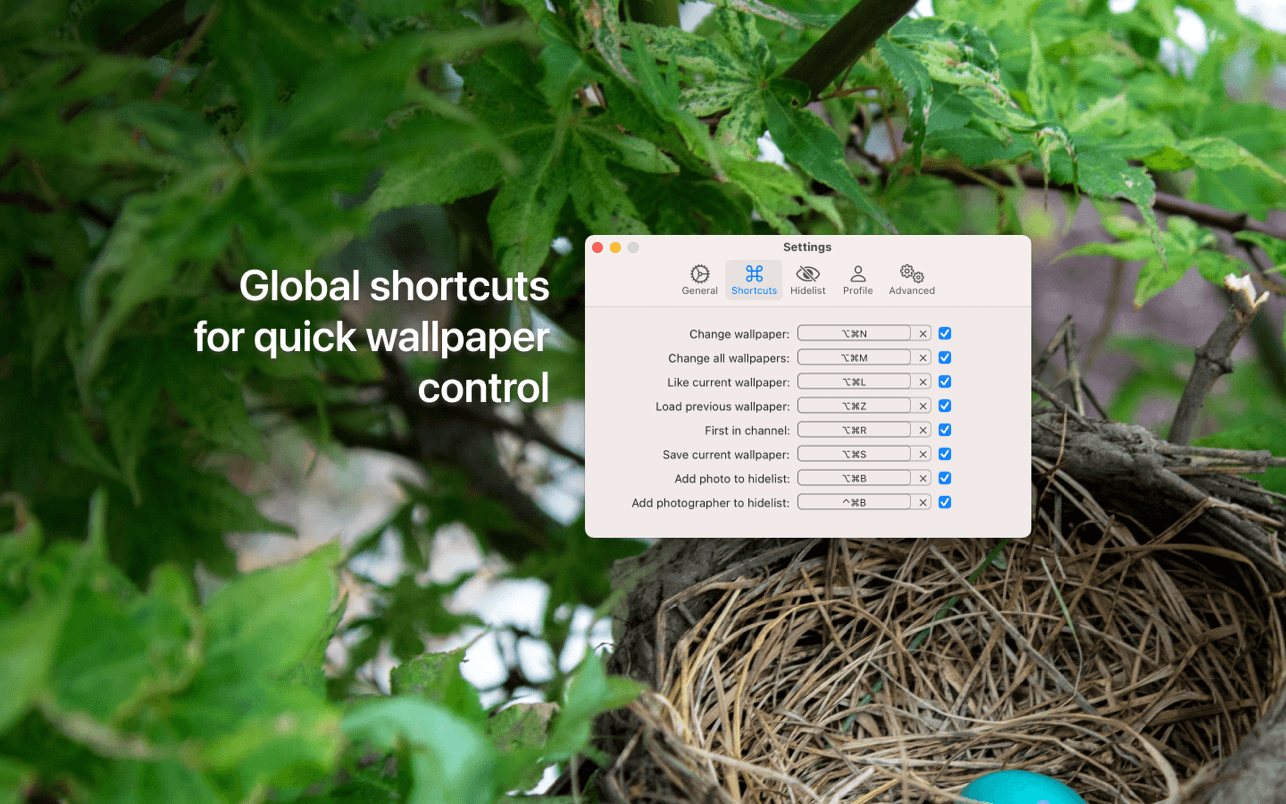 Global shortcuts
for quick wallpaper
control
Settings
General Shortcuts Hidelist Profile Advanced
Change wallpaper: ⌥⌘N ×
Change all wallpapers: ⌥⌘M ×
Like current wallpaper: ⌥⌘L ×
Load previous wallpaper: ⌥⌘Z ×
First in channel: ⌥⌘R ×
Save current wallpaper: ⌥⌘S ×
Add photo to hidelist: ⌥⌘B ×
Add photographer to hidelist: ^⌘B ×